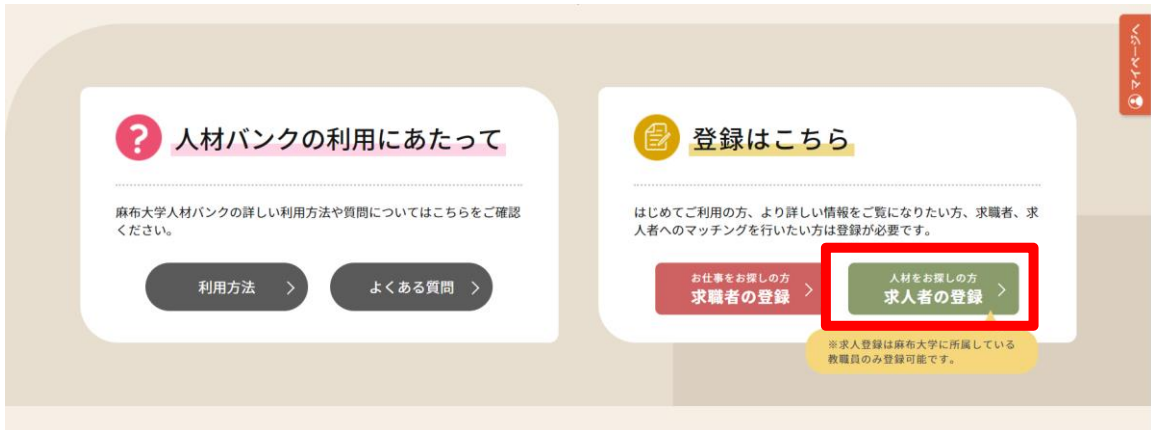 マイページへ
?
人材バンクの利用にあたって
麻布大学人材バンクの詳しい利用方法や質問についてはこちらをご確認
ください。
利用方法
よくある質問
登録はこちら
はじめてご利用の方、より詳しい情報をご覧になりたい方、求職者、求
人者へのマッチングを行いたい方は登録が必要です。
お仕事をお探しの方
求職者の登録
人材をお探しの方
求人者の登録
※求人登録は麻布大学に所属している
教職員のみ登録可能です。